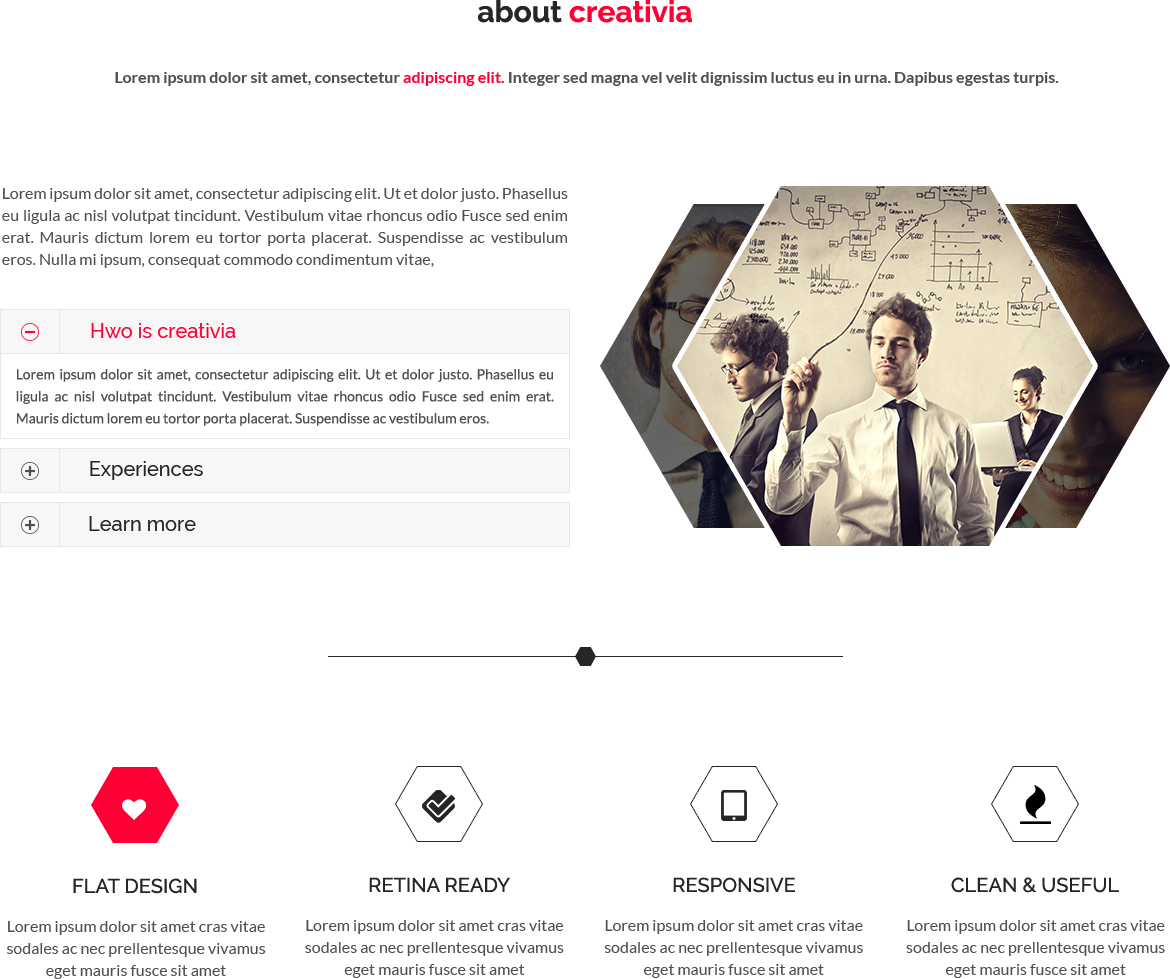 about creativia
Lorem ipsum dolor sit amet, consectetur adipiscing elit. Integer sed magna vel velit dignissim luctus eu in urna. Dapibus egestas turpis.
Lorem ipsum dolor sit amet, consectetur adipiscing elit. Ut et dolor justo. Phasellus
eu ligula ac nisl volutpat tincidunt. Vestibulum vitae rhoncus odio Fusce sed enim
erat. Mauris dictum lorem eu tortor porta placerat. Suspendisse ac vestibulum
eros. Nulla mi ipsum, consequat commodo condimentum vitae,
Hwo is creativia
Lorem ipsum dolor sit amet, consectetur adipiscing elit. Ut et dolor justo. Phasellus eu
ligula ac nisl volutpat tincidunt. Vestibulum vitae rhoncus odio Fusce sed enim erat.
Mauris dictum lorem eu tortor porta placerat. Suspendisse ac vestibulum eros.
Experiences
Learn more
FLAT DESIGN
Lorem ipsum dolor sit amet cras vitae
sodales ac nec prellentesque vivamus
eget mauris fusce sit amet
RETINA READY
Lorem ipsum dolor sit amet cras vitae
sodales ac nec prellentesque vivamus
eget mauris fusce sit amet
RESPONSIVE
Lorem ipsum dolor sit amet cras vitae
sodales ac nec prellentesque vivamus
eget mauris fusce sit amet
CLEAN & USEFUL
Lorem ipsum dolor sit amet cras vitae
sodales ac nec prellentesque vivamus
eget mauris fusce sit amet